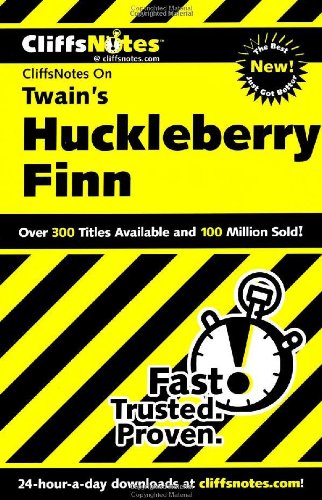 CliffsNotes™
@ cliffsnotes.com
The Best
New!
Just Got Better
CliffsNotes On
Twain's
Huckleberry
Finn
Over 300 Titles Available and 100 Million Sold!
Fast.
Trusted.
Proven.
24-hour-a-day downloads at cliffsnotes.com!